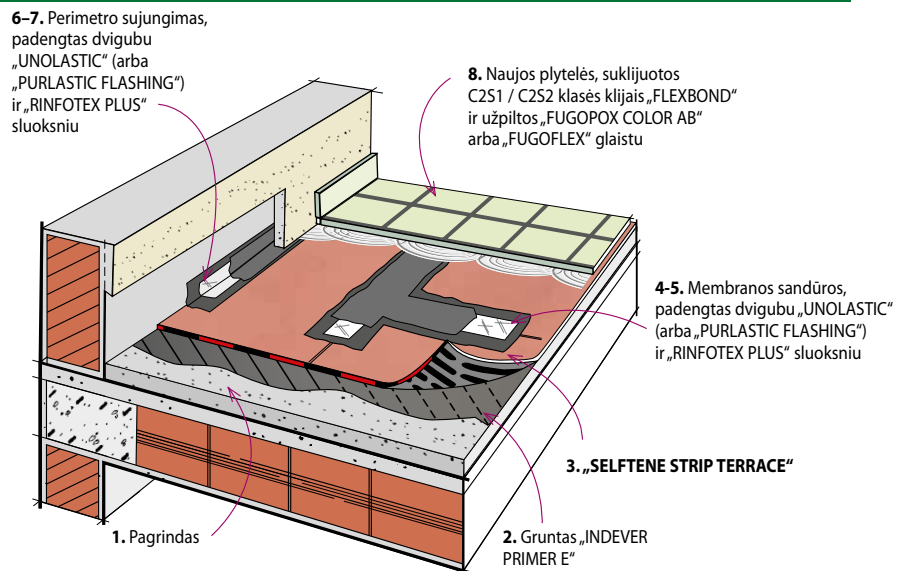 6–7. Perimetro sujungimas,
padengtas dvigubu
„UNOLASTIC“ (arba
„PURLASTIC FLASHING“)
ir „RINFOTEX PLUS“
sluoksniu
8. Naujos plytelės, suklijuotos
C2S1 / C2S2 klasės klijais „FLEXBOND“
ir užpiltos „FUGOPOX COLOR AB“
arba „FUGOFLEX“ glaistu
4-5. Membranos sandūros,
padengtas dvigubu „UNOLASTIC“
(arba „PURLASTIC FLASHING“)
ir „RINFOTEX PLUS“ sluoksniu
3. „SELFTENE STRIP TERRACE“
1. Pagrindas
2. Gruntas „INDEVER
PRIMER E“